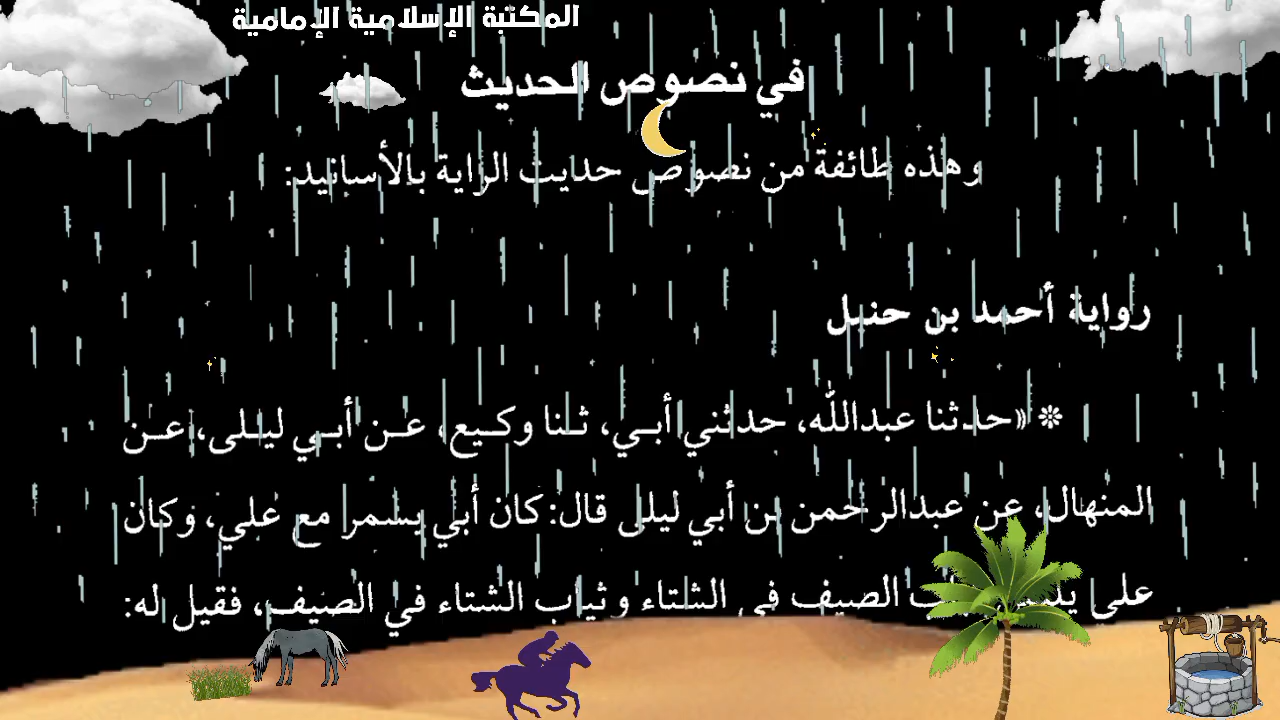 المكتبة الإسلامية الإمامية
في نصوص الحديث
وهذه طائفة من نصوص حديث الراية بالأسانيد:
رواية أحمد بن حنبل
❊ «حدثنا عبدالله، حدثني أبي، ثنا وكيع، عن أبي ليلى، عن
المنهال، عن عبدالرحمن بن أبي ليلى قال: كان أبي يسمر مع علي، وكان
علي الصيف في الشتاء وثياب الشتاء في الصيف، فقيل له: